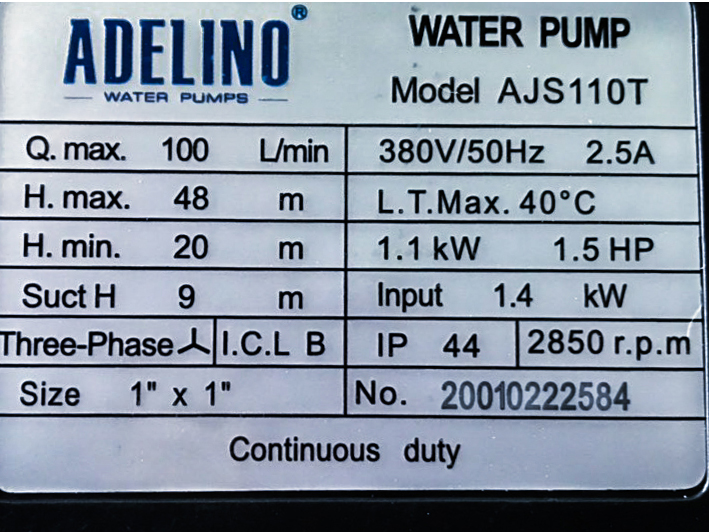 ADELINO®
WATER PUMPS
WATER PUMP
Model AJS110T
Q. max. 100 L/min 380V/50Hz 2.5A
H. max. 48 m L.T.Max. 40°C
H. min. 20 m 1.1 kW 1.5 HP
Suct H 9 m Input 1.4 kW
Three-Phase I.C.L B IP 44 2850 r.p.m
Size 1" x 1" No. 20010222584
Continuous duty